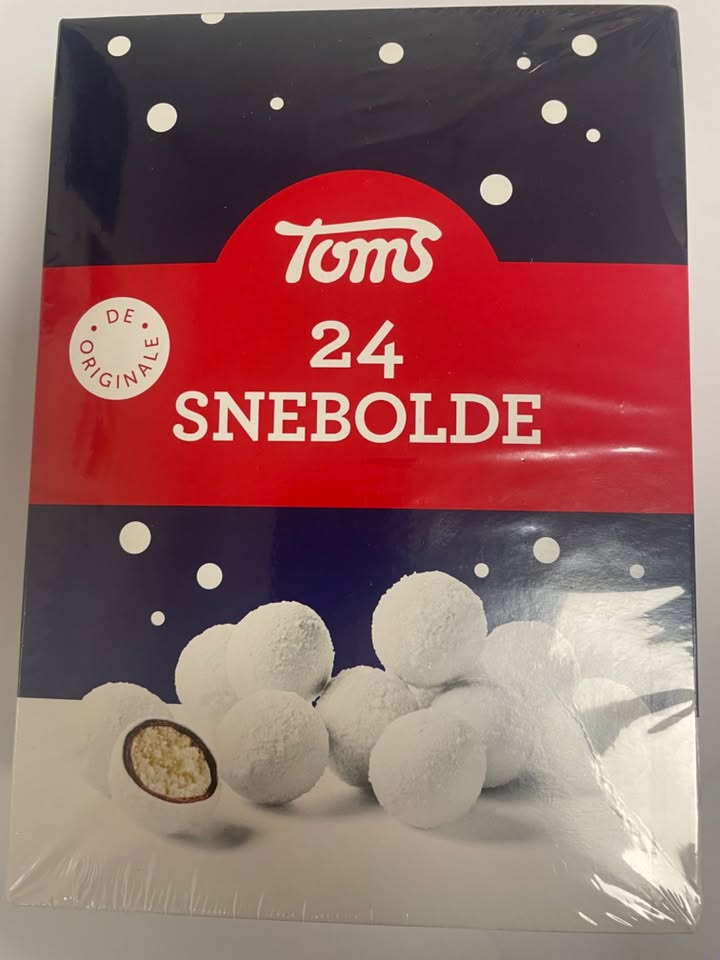 Toms
24
SNEBOLDE
• DE •
ORIGINALE